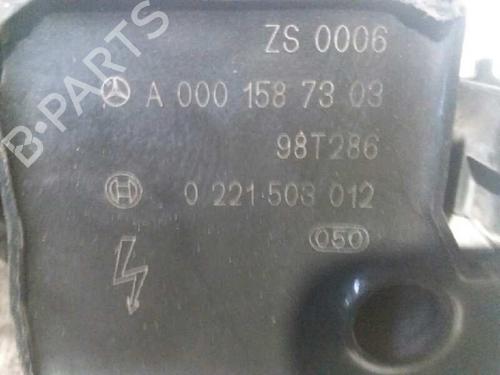 ZS 0006
A 000 158 73 03
98T286
0 221 503 012
050
B-PARTS